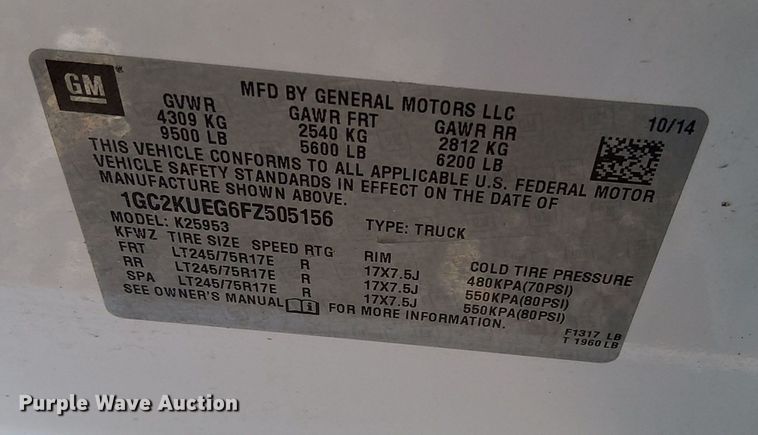 GM
MFD BY GENERAL MOTORS LLC
10/14
GVWR GAWR FRT GAWR RR
4309 KG 2540 KG 2812 KG
9500 LB 5600 LB 6200 LB
THIS VEHICLE CONFORMS TO ALL APPLICABLE U.S. FEDERAL MOTOR
VEHICLE SAFETY STANDARDS IN EFFECT ON THE DATE OF
MANUFACTURE SHOWN ABOVE.
1GC2KUEG6FZ505156 TYPE: TRUCK
MODEL: K25953
KFWZ TIRE SIZE SPEED RTG RIM COLD TIRE PRESSURE
FRT LT245/75R17E R 17X7.5J 480KPA(70PSI)
RR LT245/75R17E R 17X7.5J 550KPA(80PSI)
SPA LT245/75R17E R 17X7.5J 550KPA(80PSI)
SEE OWNER'S MANUAL i FOR MORE INFORMATION.
F1317 LB
T 1960 LB
Purple Wave Auction